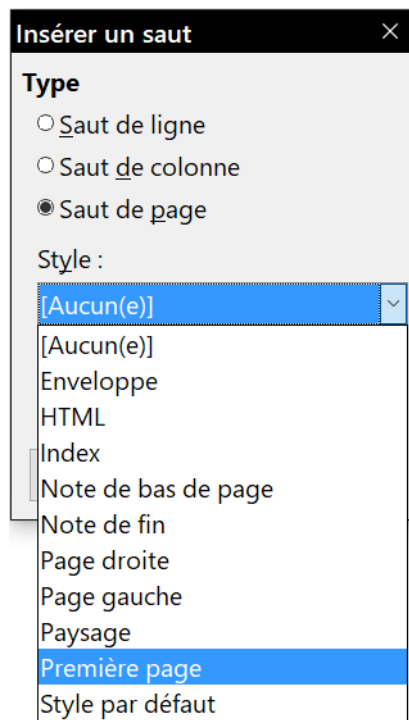 Insérer un saut
Type
Saut de ligne
Saut de colonne
Saut de page
Style :
[Aucun(e)]
[Aucun(e)]
Enveloppe
HTML
Index
Note de bas de page
Note de fin
Page droite
Page gauche
Paysage
Première page
Style par défaut